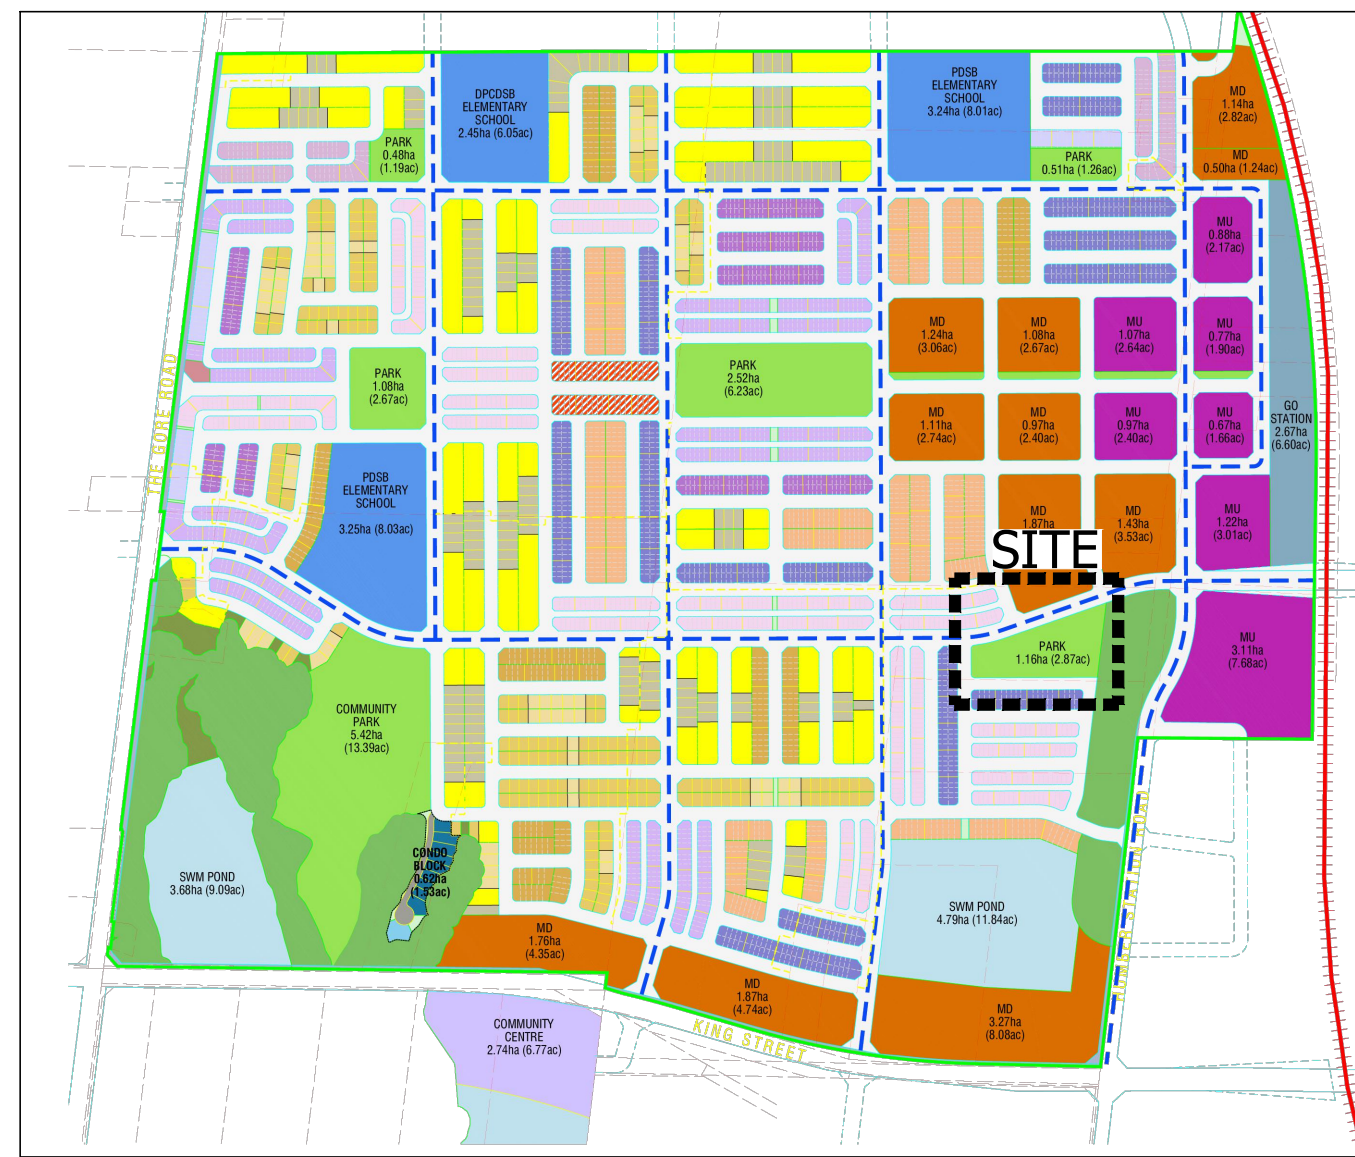 DPCDSB
ELEMENTARY
SCHOOL
2.45ha (6.05ac)
PDSB
ELEMENTARY
SCHOOL
3.24ha (8.01ac)
MD
1.14ha
(2.82ac)
PARK
0.48ha
(1.19ac)
PARK
0.51ha (1.26ac)
MD
0.50ha (1.24ac)
MU
0.88ha
(2.17ac)
MD
1.24ha
(3.06ac)
MD
1.08ha
(2.67ac)
MU
1.07ha
(2.64ac)
MU
0.77ha
(1.90ac)
THE GORE ROAD
PARK
1.08ha
(2.67ac)
PARK
2.52ha
(6.23ac)
MD
1.11ha
(2.74ac)
MD
0.97ha
(2.40ac)
MU
0.97ha
(2.40ac)
MU
0.67ha
(1.66ac)
GO
STATION
2.67ha
(6.60ac)
PDSB
ELEMENTARY
SCHOOL
3.25ha (8.03ac)
MD
1.87ha
MD
1.43ha
(3.53ac)
MU
1.22ha
(3.01ac)
SITE
PARK
1.16ha (2.87ac)
MU
3.11ha
(7.68ac)
COMMUNITY
PARK
5.42ha
(13.39ac)
HUMBER STATION ROAD
CONDO
BLOCK
0.62ha
(1.53ac)
SWM POND
3.68ha (9.09ac)
SWM POND
4.79ha (11.84ac)
MD
1.76ha
(4.35ac)
MD
1.87ha
(4.74ac)
MD
3.27ha
(8.08ac)
KING STREET
COMMUNITY
CENTRE
2.74ha (6.77ac)